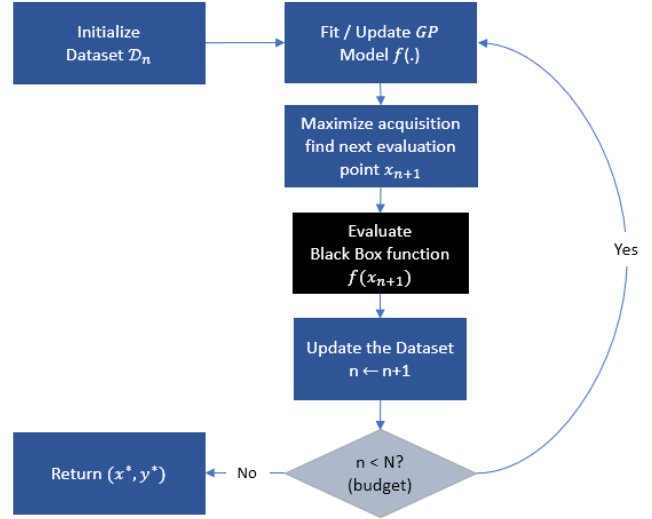 Initialize
Dataset 𝒟ₙ
Fit / Update GP
Model f(.)
Maximize acquisition
find next evaluation
point xₙ₊₁
Evaluate
Black Box function
f(xₙ₊₁)
Yes
Update the Dataset
n ← n+1
n < N?
(budget)
No
Return (x*, y*)